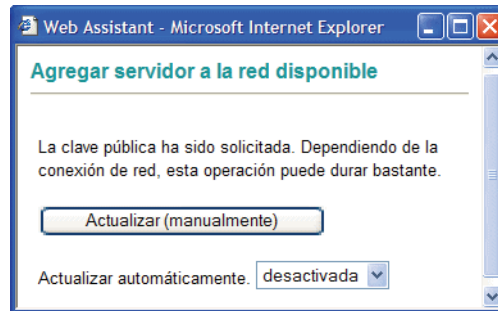 Web Assistant - Microsoft Internet Explorer
Agregar servidor a la red disponible
La clave pública ha sido solicitada. Dependiendo de la
conexión de red, esta operación puede durar bastante.
Actualizar (manualmente)
Actualizar automáticamente. desactivada